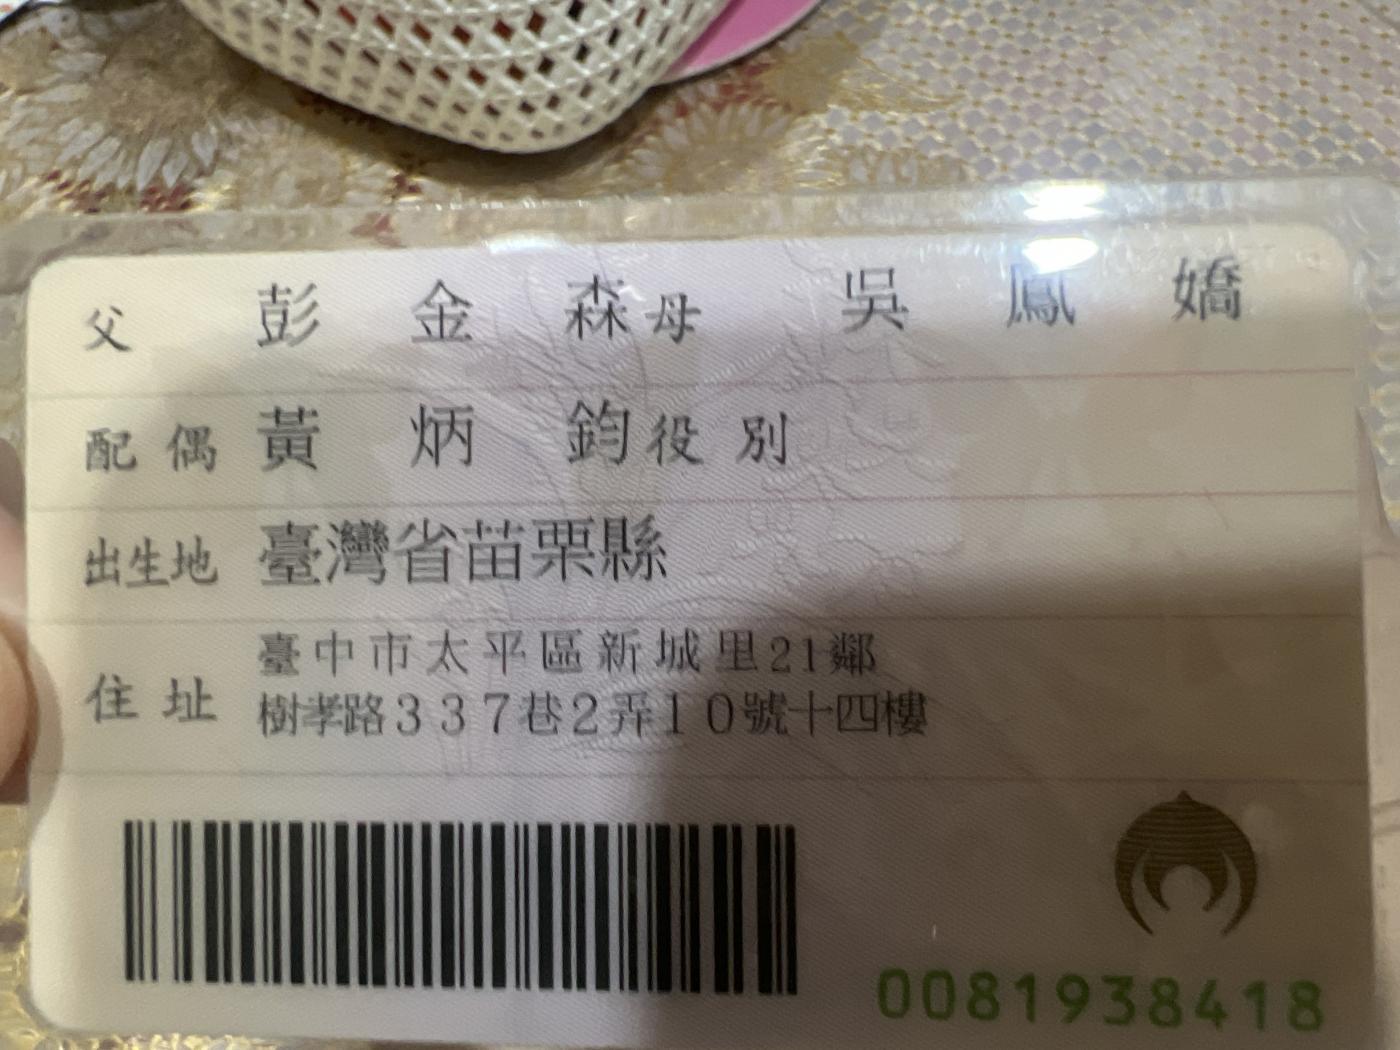 父 彭金森 母 吳鳳嬌
配偶 黃炳鈞 役別
出生地 臺灣省苗栗縣
住址 臺中市太平區新城里21鄰
樹孝路337巷2弄10號十四樓
0081938418